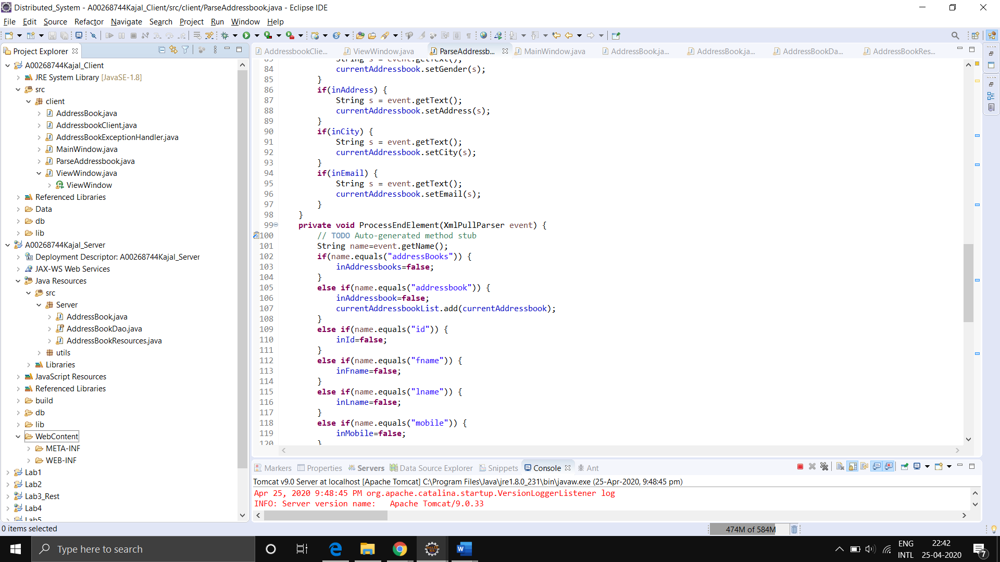 Distributed_System - A00268744Kajal_Client/src/client/ParseAddressbook.java - Eclipse IDE
File Edit Source Refactor Navigate Search Project Run Window Help
Project Explorer
A00268744Kajal_Client
JRE System Library [JavaSE-1.8]
src
client
AddressBook.java
AddressbookClient.java
AddressBookExceptionHandler.java
MainWindow.java
ParseAddressbook.java
ViewWindow.java
ViewWindow
Referenced Libraries
Data
db
lib
A00268744Kajal_Server
Deployment Descriptor: A00268744Kajal_Server
JAX-WS Web Services
Java Resources
src
Server
AddressBook.java
AddressBookDao.java
AddressBookResources.java
utils
Libraries
JavaScript Resources
Referenced Libraries
build
db
lib
WebContent
META-INF
WEB-INF
Lab1
Lab2
Lab3_Rest
Lab4
Lab5
AddressbookClie... ViewWindow.java ParseAddressb... MainWindow.java AddressBook.ja... AddressBook.ja... AddressBookDa... AddressBookRes...
83 String s = event.getText();
84 currentAddressbook.setGender(s);
85 }
86 if(inAddress) {
87 String s = event.getText();
88 currentAddressbook.setAddress(s);
89 }
90 if(inCity) {
91 String s = event.getText();
92 currentAddressbook.setCity(s);
93 }
94 if(inEmail) {
95 String s = event.getText();
96 currentAddressbook.setEmail(s);
97 }
98 }
99 private void ProcessEndElement(XmlPullParser event) {
100 // TODO Auto-generated method stub
101 String name=event.getName();
102 if(name.equals("addressBooks")) {
103 inAddressbooks=false;
104 }
105 else if(name.equals("addressbook")) {
106 inAddressbook=false;
107 currentAddressbookList.add(currentAddressbook);
108 }
109 else if(name.equals("id")) {
110 inId=false;
111 }
112 else if(name.equals("fname")) {
113 inFname=false;
114 }
115 else if(name.equals("lname")) {
116 inLname=false;
117 }
118 else if(name.equals("mobile")) {
119 inMobile=false;
120 }
Markers Properties Servers Data Source Explorer Snippets Console Ant
Tomcat v9.0 Server at localhost [Apache Tomcat] C:\Program Files\Java\jre1.8.0_231\bin\javaw.exe (25-Apr-2020, 9:48:45 pm)
Apr 25, 2020 9:48:45 PM org.apache.catalina.startup.VersionLoggerListener log
INFO: Server version name: Apache Tomcat/9.0.33
0 items selected
474M of 584M
Type here to search
ENG
INTL
22:42
25-04-2020
7